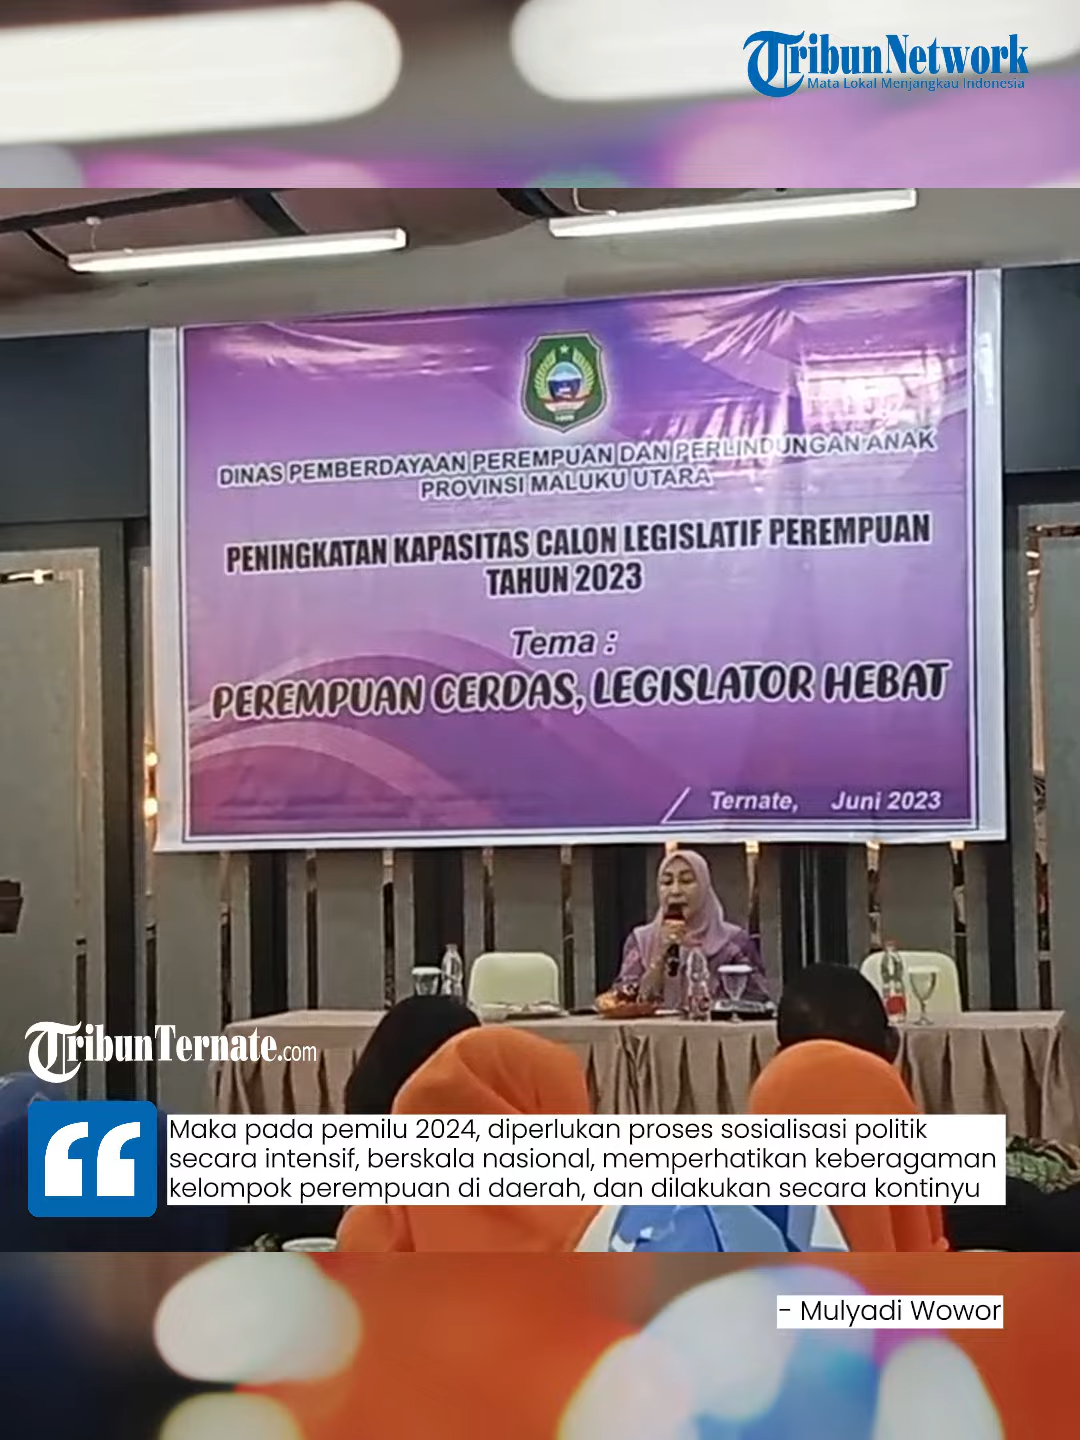 TribunNetwork
Mata Lokal Menjangkau Indonesia
DINAS PEMBERDAYAAN PEREMPUAN DAN PERLINDUNGAN ANAK
PROVINSI MALUKU UTARA
PENINGKATAN KAPASITAS CALON LEGISLATIF PEREMPUAN
TAHUN 2023
Tema :
PEREMPUAN CERDAS, LEGISLATOR HEBAT
Ternate, Juni 2023
TribunTernate.com
Maka pada pemilu 2024, diperlukan proses sosialisasi politik
secara intensif, berskala nasional, memperhatikan keberagaman
kelompok perempuan di daerah, dan dilakukan secara kontinyu
- Mulyadi Wowor